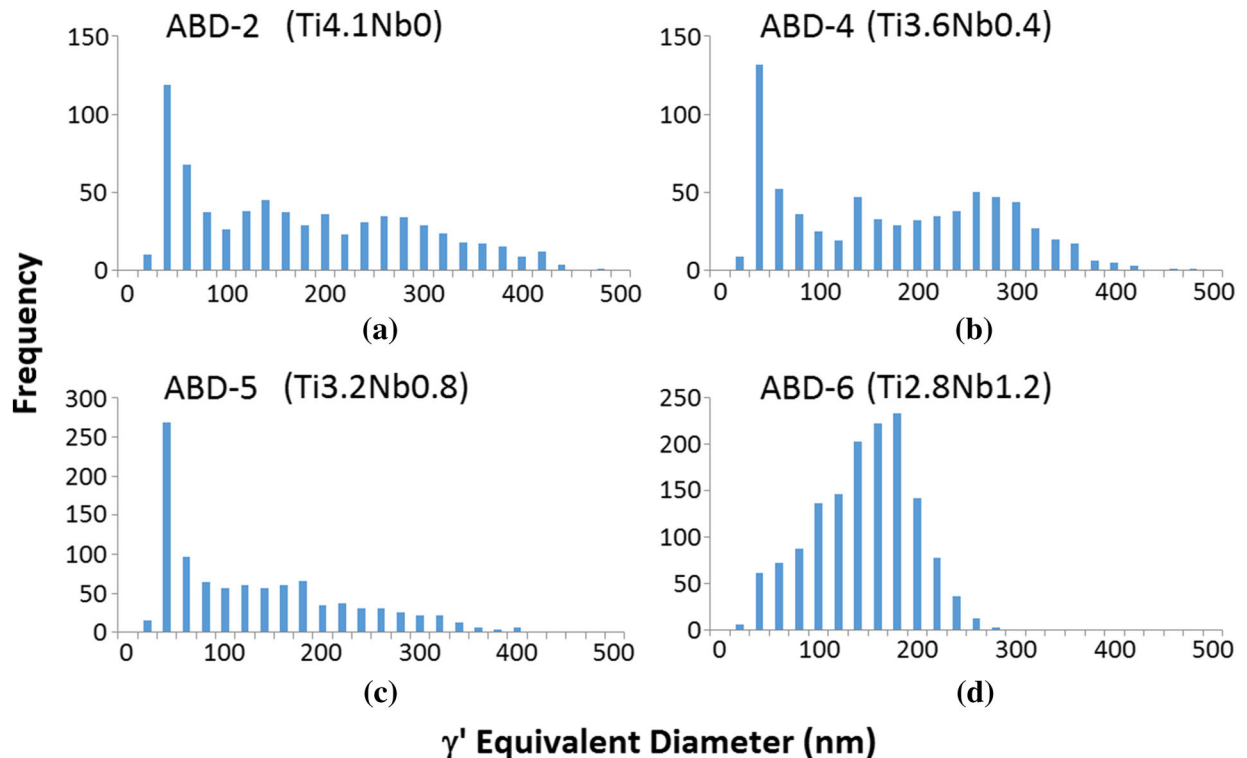 ABD-2 (Ti4.1Nb0)
150
100
50
0
0 100 200 300 400 500
(a)
ABD-4 (Ti3.6Nb0.4)
150
100
50
0
0 100 200 300 400 500
(b)
Frequency
ABD-5 (Ti3.2Nb0.8)
300
250
200
150
100
50
0
0 100 200 300 400 500
(c)
ABD-6 (Ti2.8Nb1.2)
250
200
150
100
50
0
0 100 200 300 400 500
(d)
γ' Equivalent Diameter (nm)